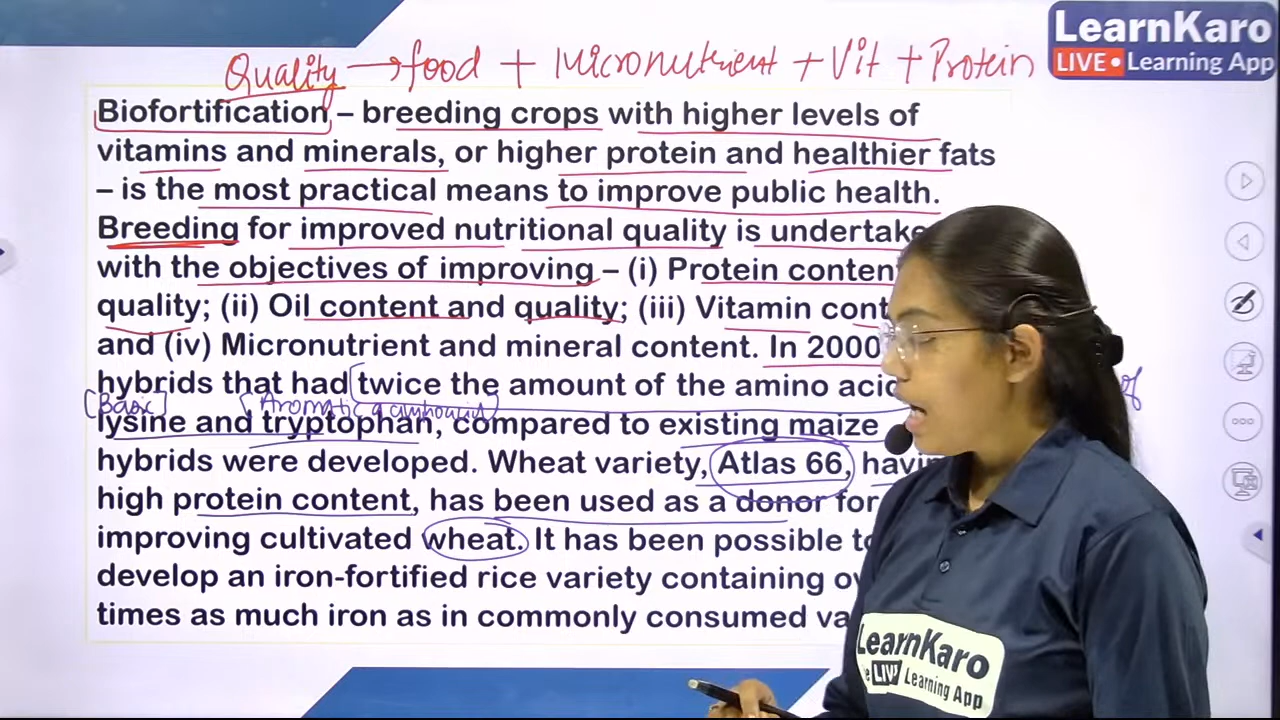 LearnKaro
LIVE • Learning App
Quality → food + Micronutrient + Vit + Protein
Biofortification – breeding crops with higher levels of
vitamins and minerals, or higher protein and healthier fats
– is the most practical means to improve public health.
Breeding for improved nutritional quality is undertake
with the objectives of improving – (i) Protein conten
quality; (ii) Oil content and quality; (iii) Vitamin cont
and (iv) Micronutrient and mineral content. In 2000
hybrids that had twice the amount of the amino acid
of
[Basic] Aromatic
lysine and tryptophan, compared to existing maize
hybrids were developed. Wheat variety, Atlas 66, havin
high protein content, has been used as a donor for
improving cultivated wheat. It has been possible to
develop an iron-fortified rice variety containing ov
times as much iron as in commonly consumed va
LearnKaro
LIVE Learning App